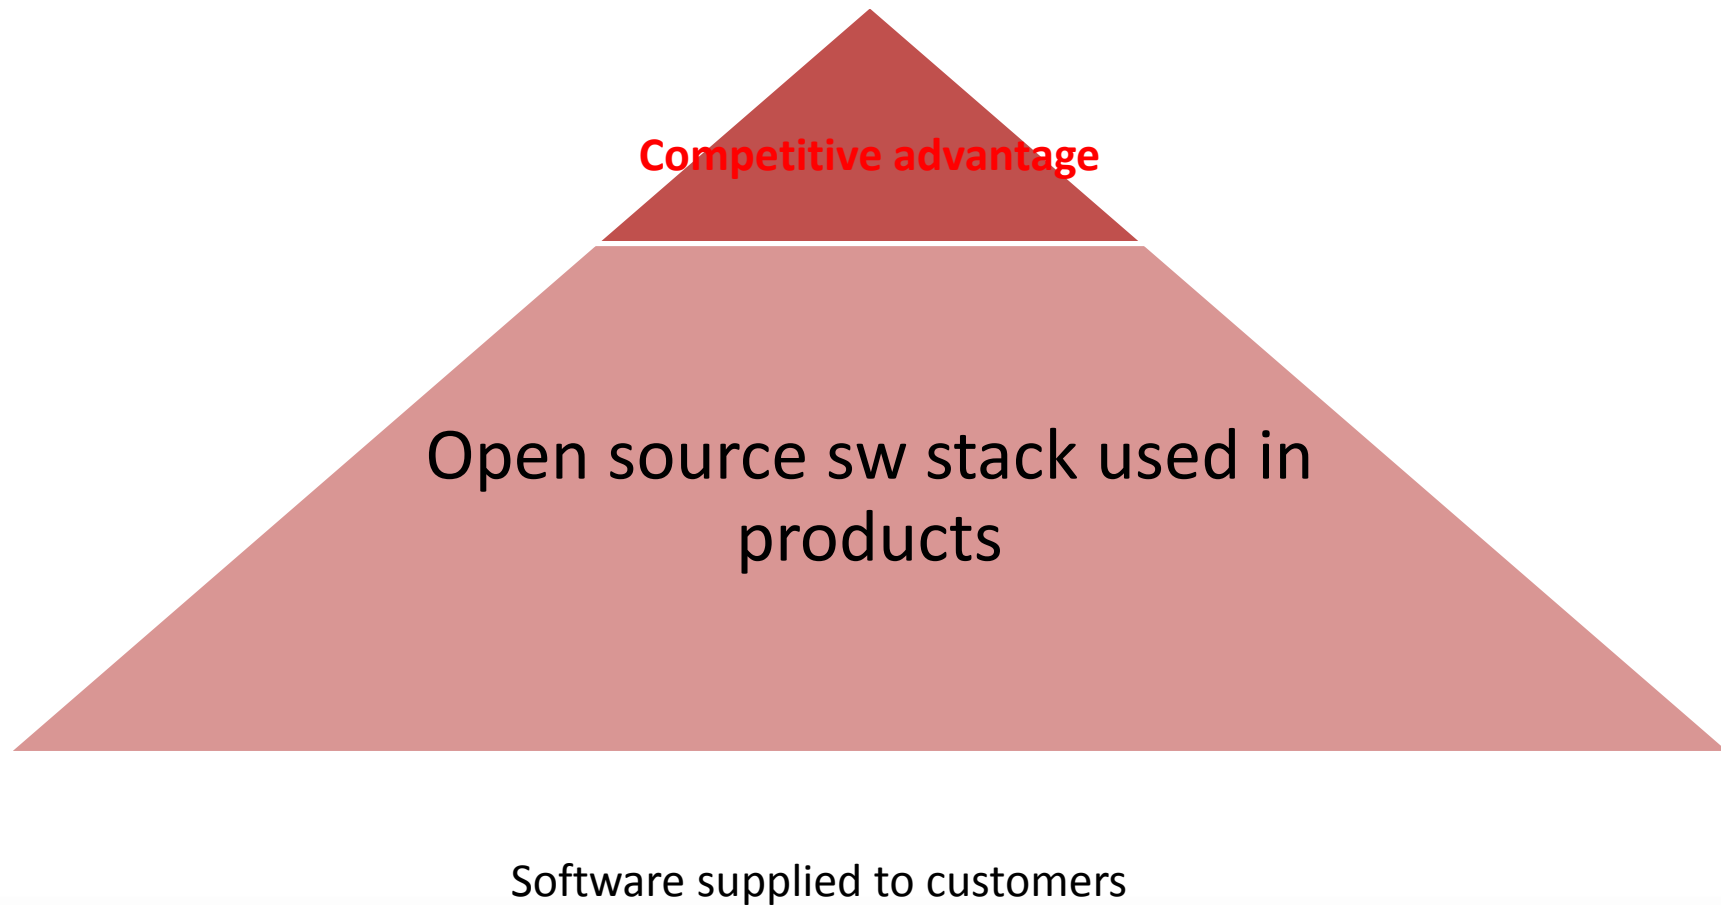 Competitive advantage
Open source sw stack used in
products
Software supplied to customers